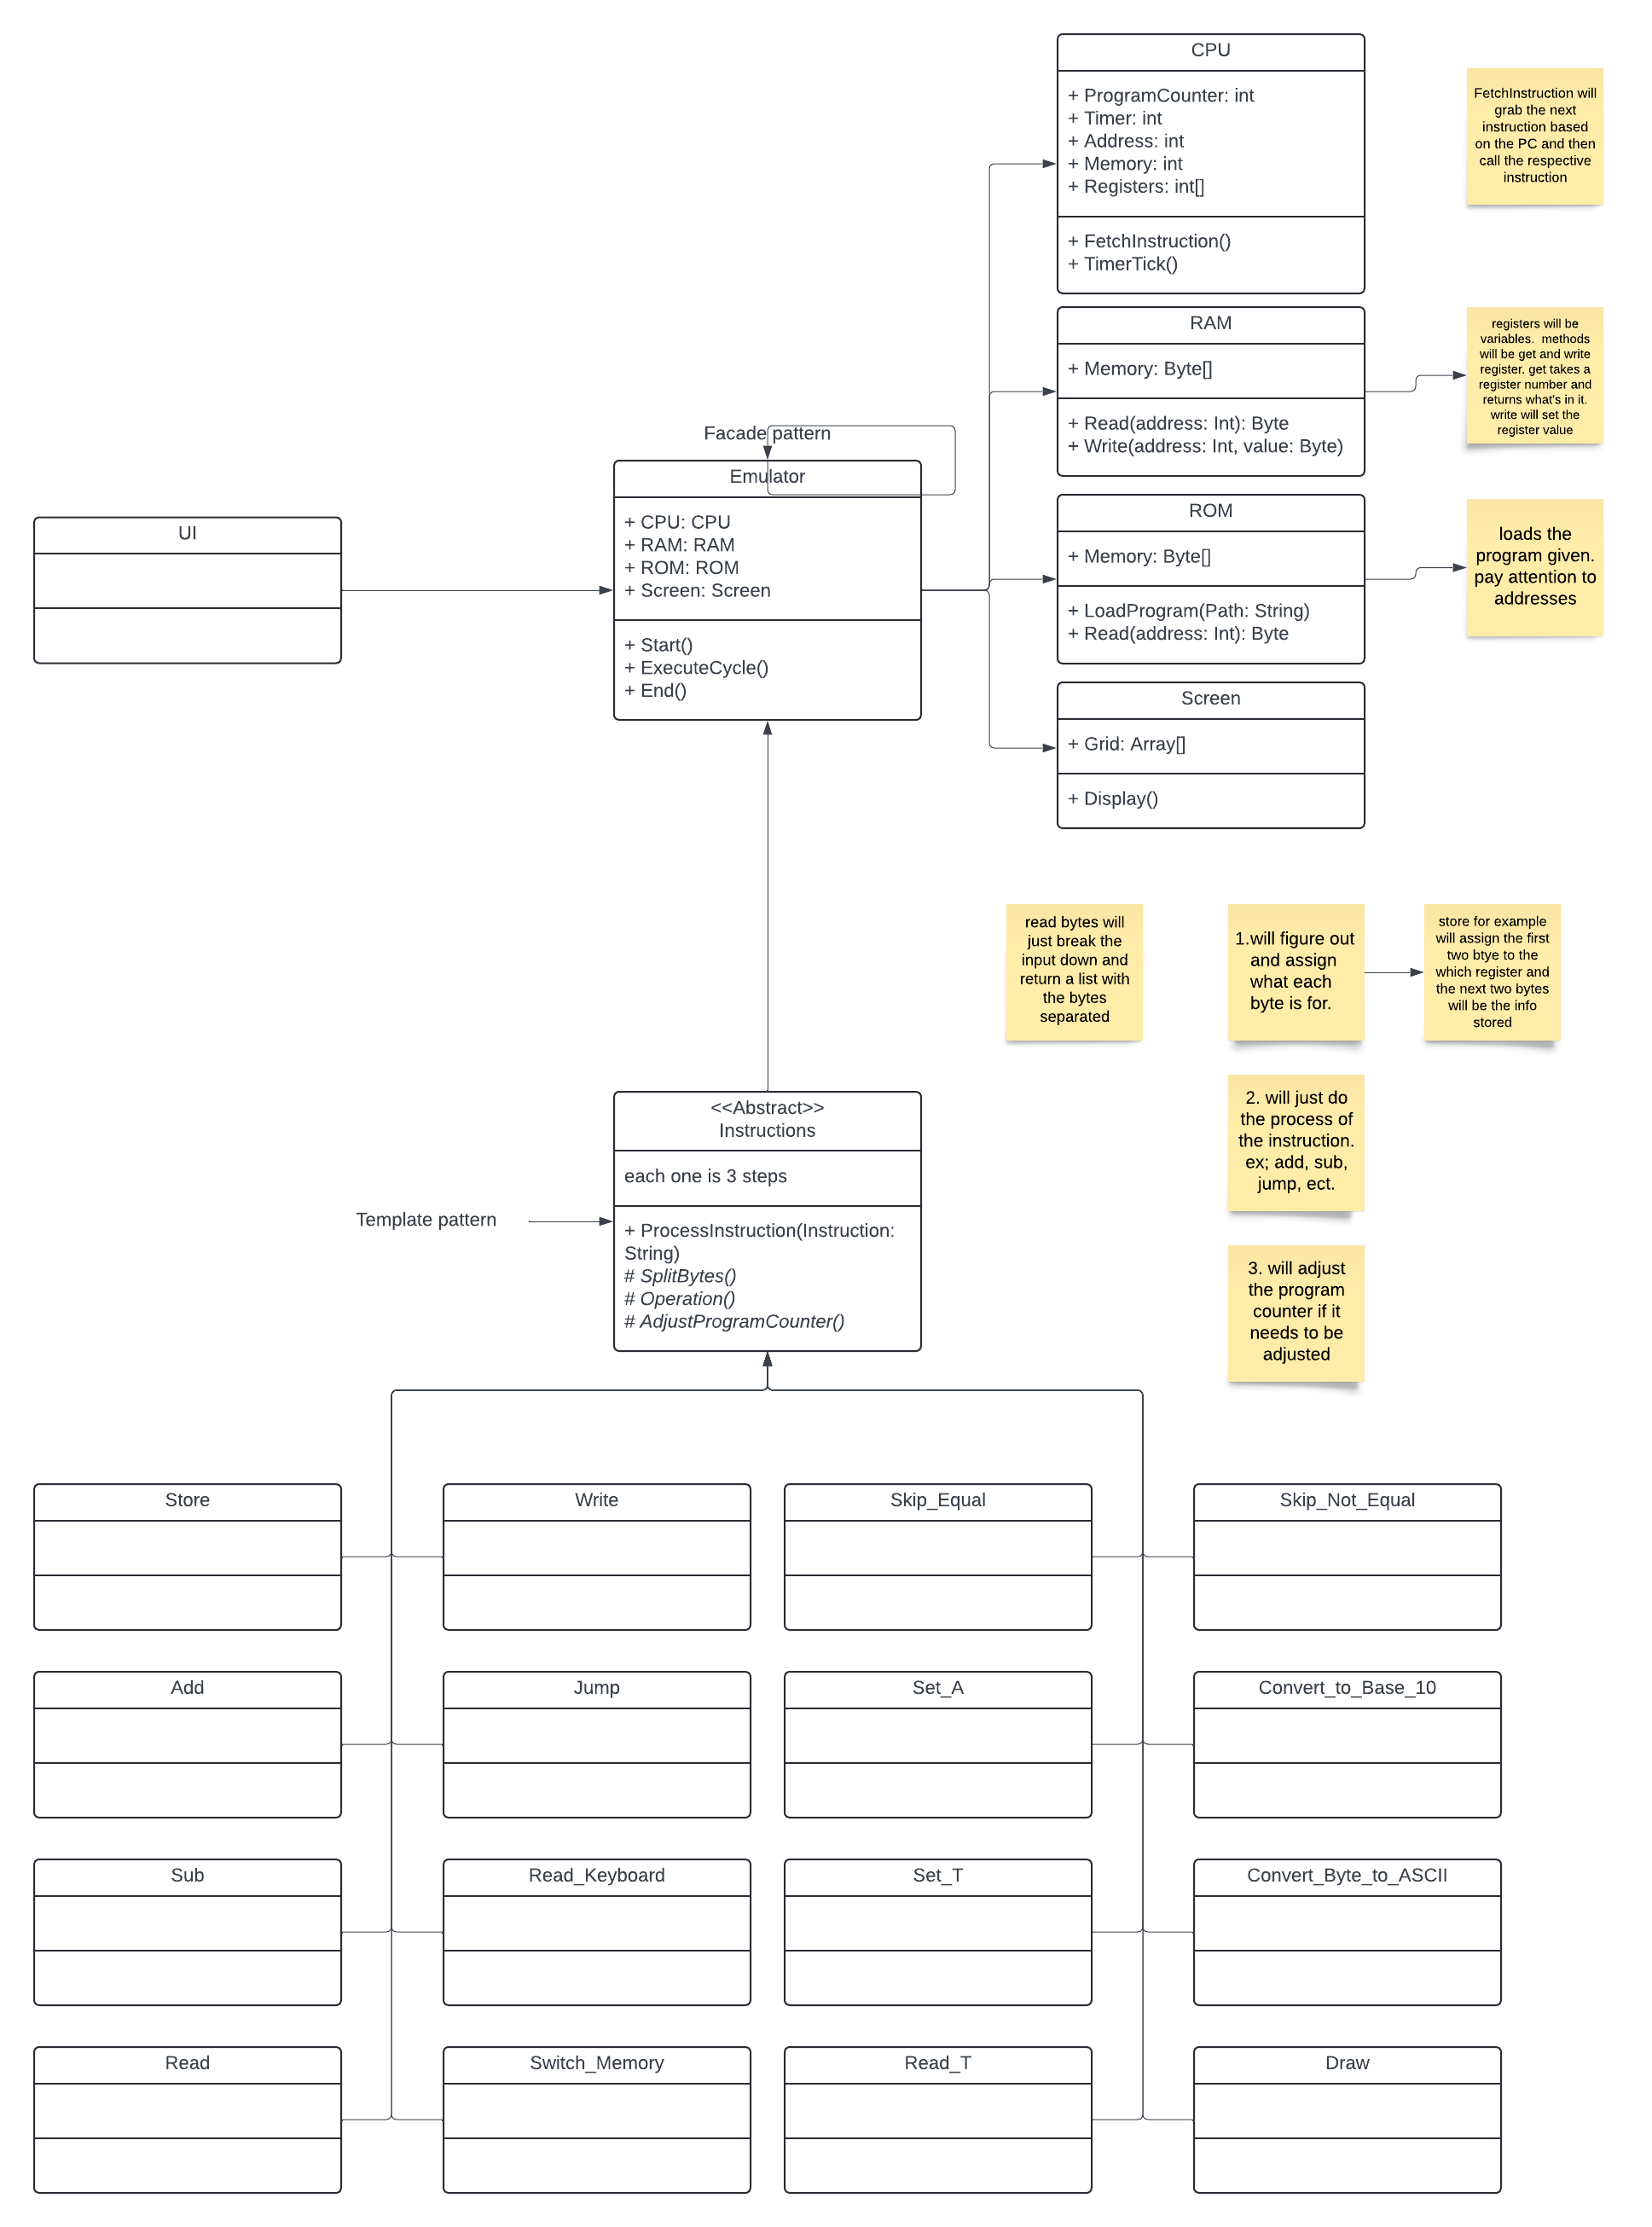 CPU
+ ProgramCounter: int
+ Timer: int
+ Address: int
+ Memory: int
+ Registers: int[]
+ FetchInstruction()
+ TimerTick()
FetchInstruction will
grab the next
instruction based
on the PC and then
call the respective
instruction
RAM
+ Memory: Byte[]
+ Read(address: Int): Byte
+ Write(address: Int, value: Byte)
registers will be
variables.  methods
will be get and write
register. get takes a
register number and
returns what's in it.
write will set the
register value
Facade pattern
Emulator
+ CPU: CPU
+ RAM: RAM
+ ROM: ROM
+ Screen: Screen
+ Start()
+ ExecuteCycle()
+ End()
UI
ROM
+ Memory: Byte[]
+ LoadProgram(Path: String)
+ Read(address: Int): Byte
loads the
program given.
pay attention to
addresses
Screen
+ Grid: Array[]
+ Display()
read bytes will
just break the
input down and
return a list with
the bytes
separated
1.will figure out
and assign
what each
byte is for.
store for example
will assign the first
two btye to the
which register and
the next two bytes
will be the info
stored
2. will just do
the process of
the instruction.
ex; add, sub,
jump, ect.
3. will adjust
the program
counter if it
needs to be
adjusted
<<Abstract>>
Instructions
each one is 3 steps
+ ProcessInstruction(Instruction:
String)
# SplitBytes()
# Operation()
# AdjustProgramCounter()
Template pattern
Store
Write
Skip_Equal
Skip_Not_Equal
Add
Jump
Set_A
Convert_to_Base_10
Sub
Read_Keyboard
Set_T
Convert_Byte_to_ASCII
Read
Switch_Memory
Read_T
Draw